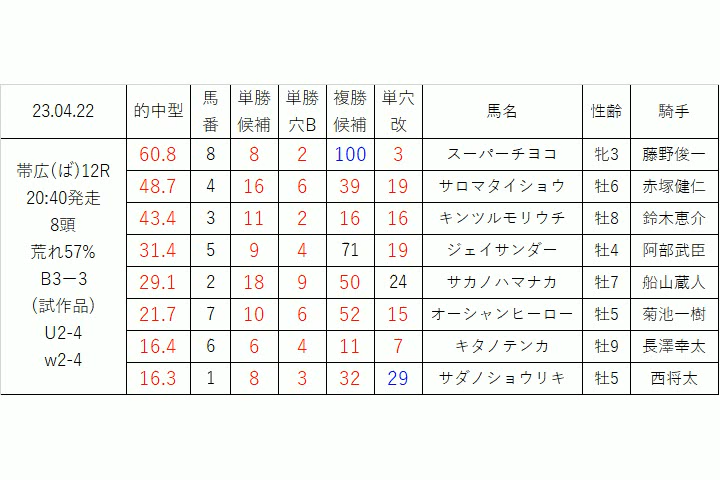 23.04.22 的中型 馬番 単勝候補 単勝穴B 複勝候補 単穴改 馬名 性齢 騎手
帯広(ば)12R
20:40発走
8頭
荒れ57%
B3ー3
(試作品)
U2-4
w2-4
60.8 8 8 2 100 3 スーパーチヨコ 牝3 藤野俊一
48.7 4 16 6 39 19 サロマタイショウ 牡6 赤塚健仁
43.4 3 11 2 16 16 キンツルモリウチ 牡8 鈴木恵介
31.4 5 9 4 71 19 ジェイサンダー 牡4 阿部武臣
29.1 2 18 9 50 24 サカノハマナカ 牡7 船山蔵人
21.7 7 10 6 52 15 オーシャンヒーロー 牡5 菊池一樹
16.4 6 6 4 11 7 キタノテンカ 牡9 長澤幸太
16.3 1 8 3 32 29 サダノショウリキ 牡5 西将太